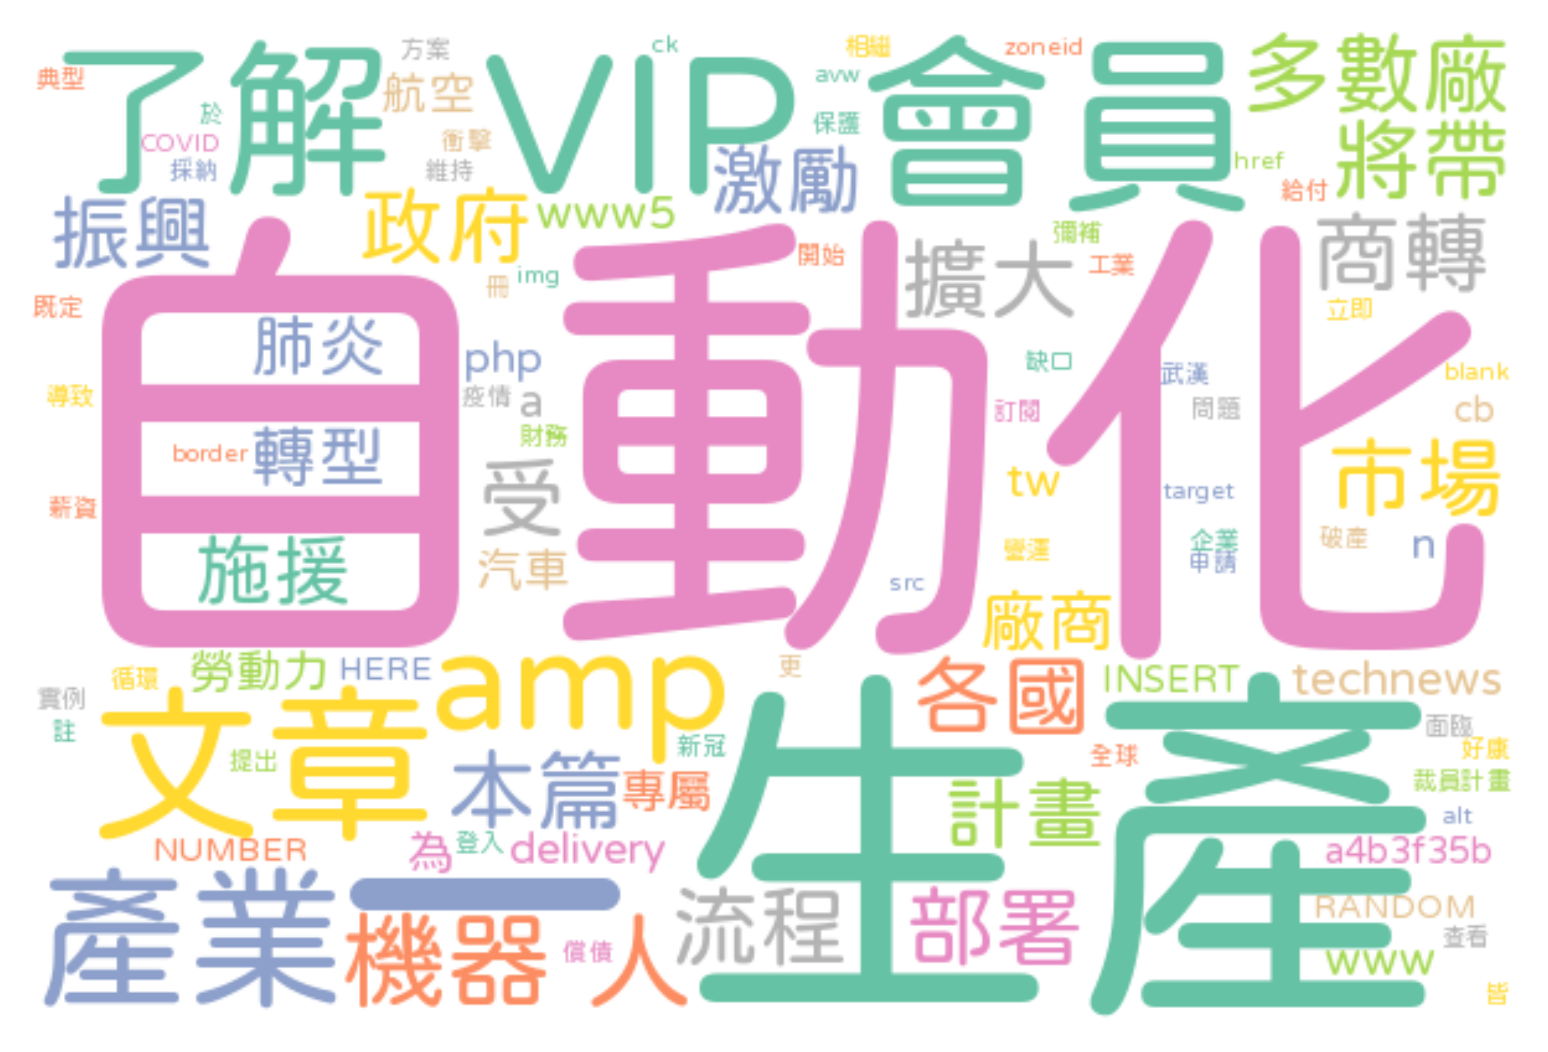 典型
了解
方案
航空
VIP
ck
相繼
avw
會員
zoneid
多數廠
將帶
於
COVID
採納
衝擊
維持
保護
激勵
href
給付
振興
政府
www5
冊
img
開始
擴大
彌補
工業
商轉
既定
自動化
立即
肺炎
php
疫情
a
缺口
武漢
blank
導致
財務
訂閱
問題
cb
border
轉型
受
tw
target
市場
薪資
施援
汽車
src
營運
企業
申請
破產
n
廠商
循環
勞動力
HERE
amp
更
各國
INSERT
technews
實例
註
文章
提出
本篇
新冠
專屬
生產
全球
計畫
面臨
好康
裁員計畫
alt
NUMBER
為
登入
delivery
a4b3f35b
產業
一
機器
人
償債
流程
部署
RANDOM
查看
www
皆